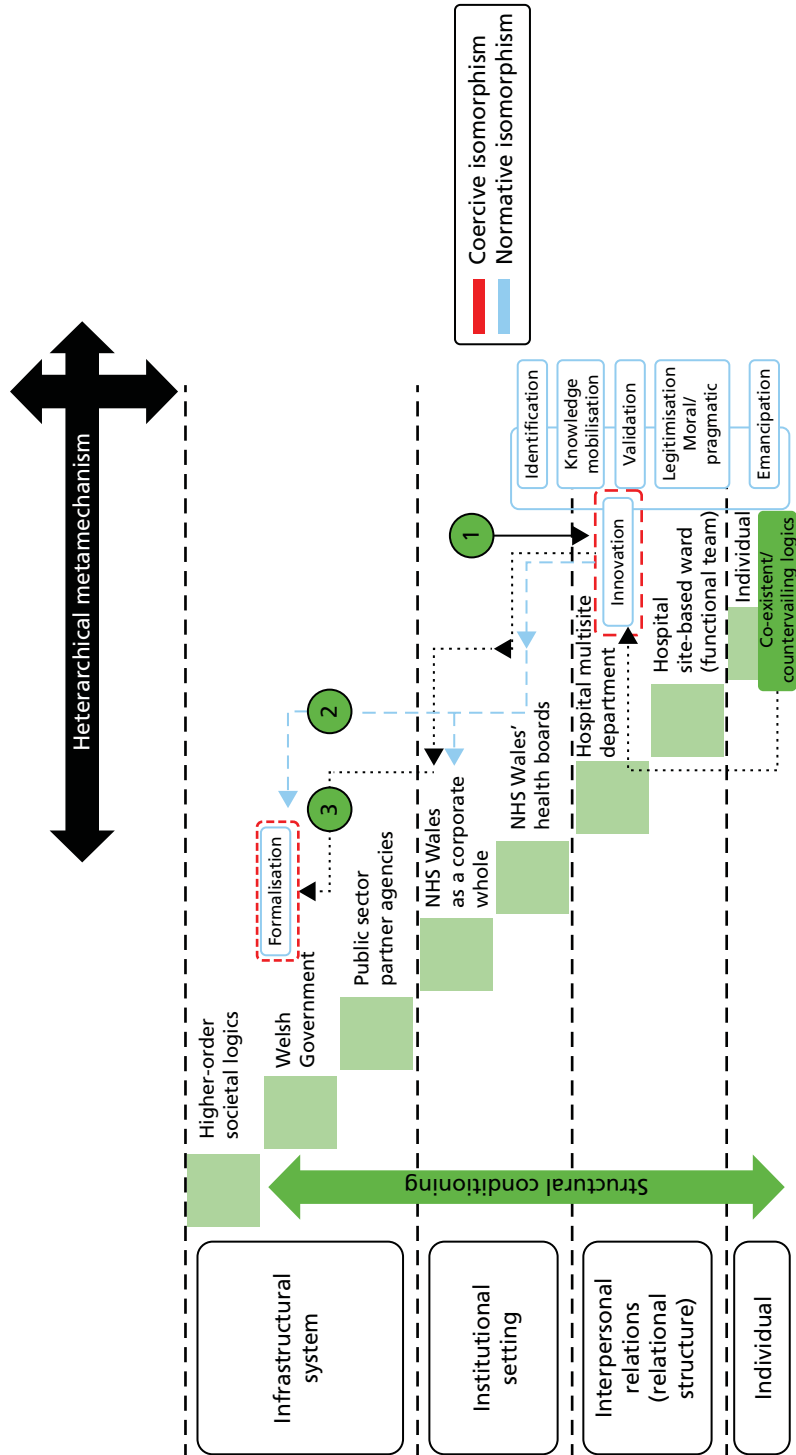 Heterarchical metamechanism
Coercive isomorphism
Normative isomorphism
Infrastructural
system
Institutional
setting
Interpersonal
relations
(relational
structure)
Individual
Structural conditioning
Higher-order
societal logics
Welsh
Government
Public sector
partner agencies
NHS Wales
as a corporate
whole
NHS Wales'
health boards
Hospital multisite
department
Hospital
site-based ward
(functional team)
Individual
Co-existent/
countervailing logics
Formalisation
3
2
1
Innovation
Identification
Knowledge
mobilisation
Validation
Legitimisation
Moral/
pragmatic
Emancipation